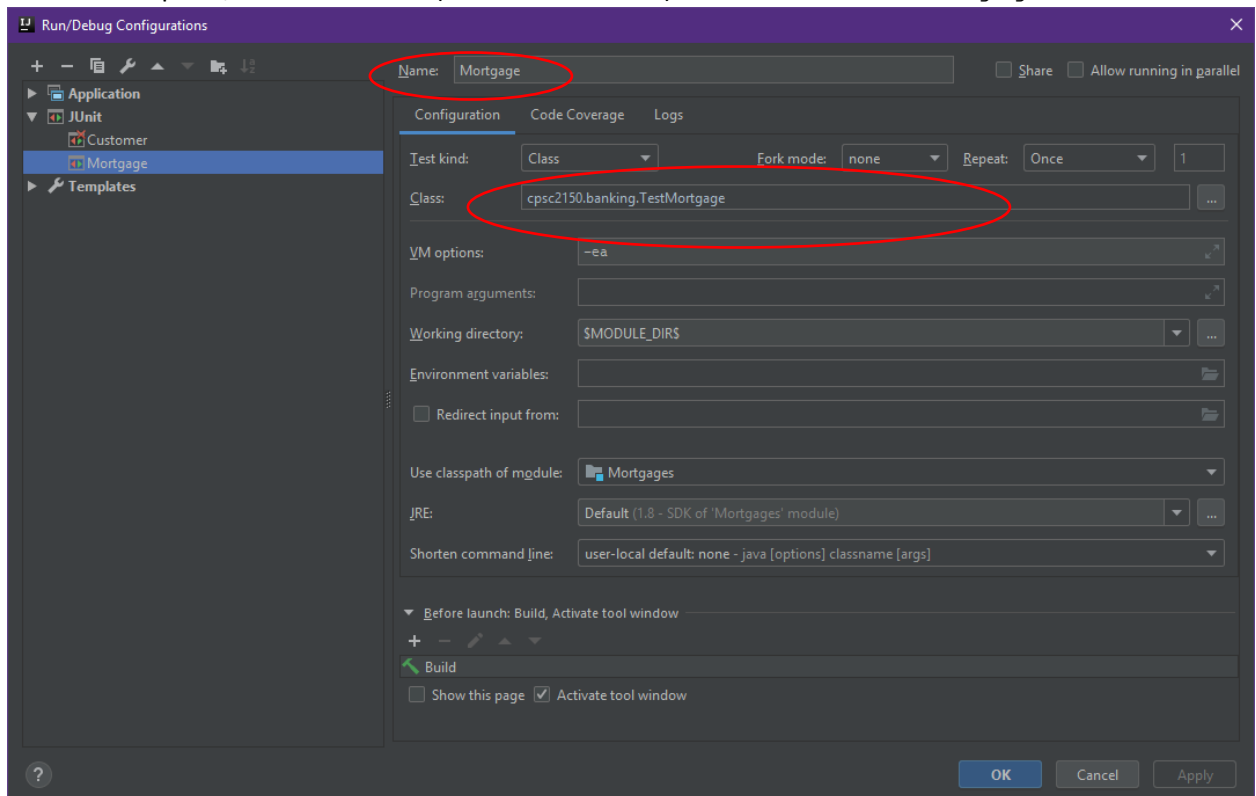 Run/Debug Configurations
Application
JUnit
Customer
Mortgage
Templates
Name: Mortgage
Share Allow running in parallel
Configuration Code Coverage Logs
Test kind: Class Fork mode: none Repeat: Once 1
Class: cpsc2150.banking.TestMortgage ...
VM options: -ea
Program arguments:
Working directory: $MODULE_DIR$ ...
Environment variables:
Redirect input from:
Use classpath of module: Mortgages
JRE: Default (1.8 - SDK of 'Mortgages' module) ...
Shorten command line: user-local default: none - java [options] classname [args]
Before launch: Build, Activate tool window
Build
Show this page Activate tool window
? OK Cancel Apply